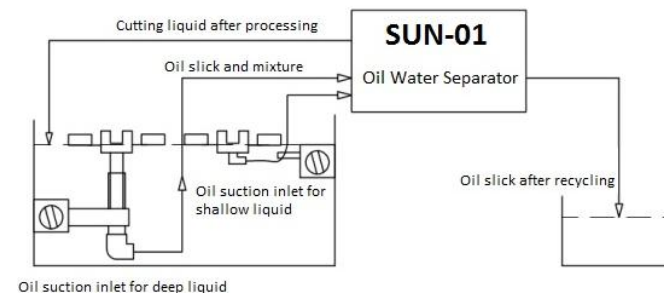 Cutting liquid after processing
SUN-01
Oil slick and mixture
Oil Water Separator
Oil suction inlet for
shallow liquid
Oil slick after recycling
Oil suction inlet for deep liquid